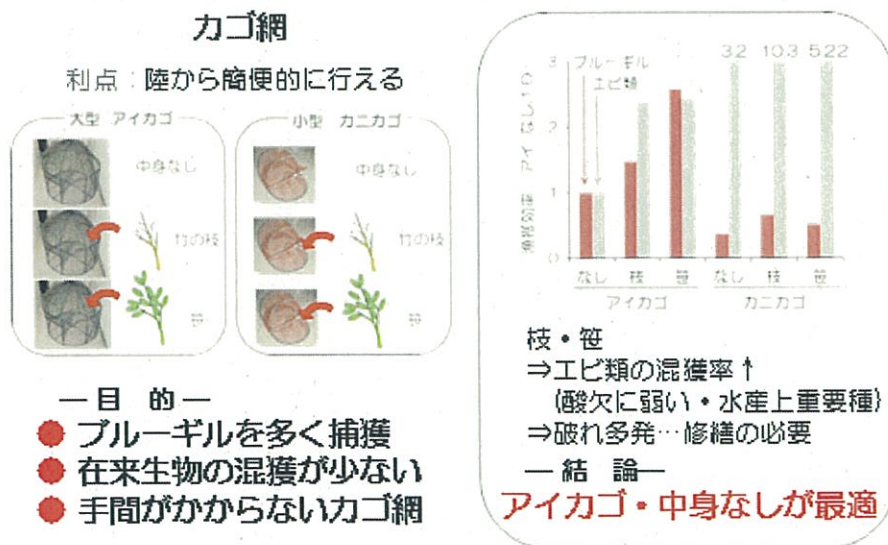 カゴ網
利点：陸から簡便的に行える
大型 アイカゴ
中身なし
竹の枝
笹
小型 カニカゴ
中身なし
竹の枝
笹
― 目 的 ―
● ブルーギルを多く捕獲
● 在来生物の混獲が少ない
● 手間がかからないカゴ網
3
2
1
0
ブルーギル
エビ類
3.2 10.3 5.22
なし 枝 笹 なし 枝 笹
アイカゴ カニカゴ
枝・笹
⇒エビ類の混獲率↑
(酸欠に弱い・水産上重要種)
⇒破れ多発…修繕の必要
― 結 論―
アイカゴ・中身なしが最適